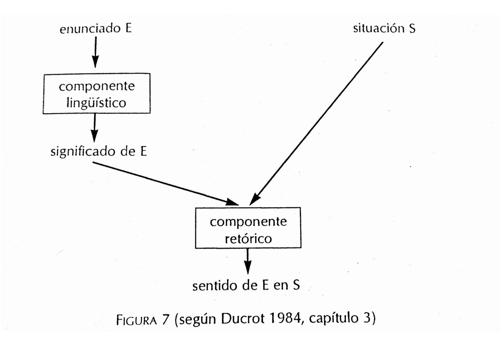 enunciado E
situación S
componente
lingüístico
significado de E
componente
retórico
sentido de E en S
FIGURA 7 (según Ducrot 1984, capítulo 3)